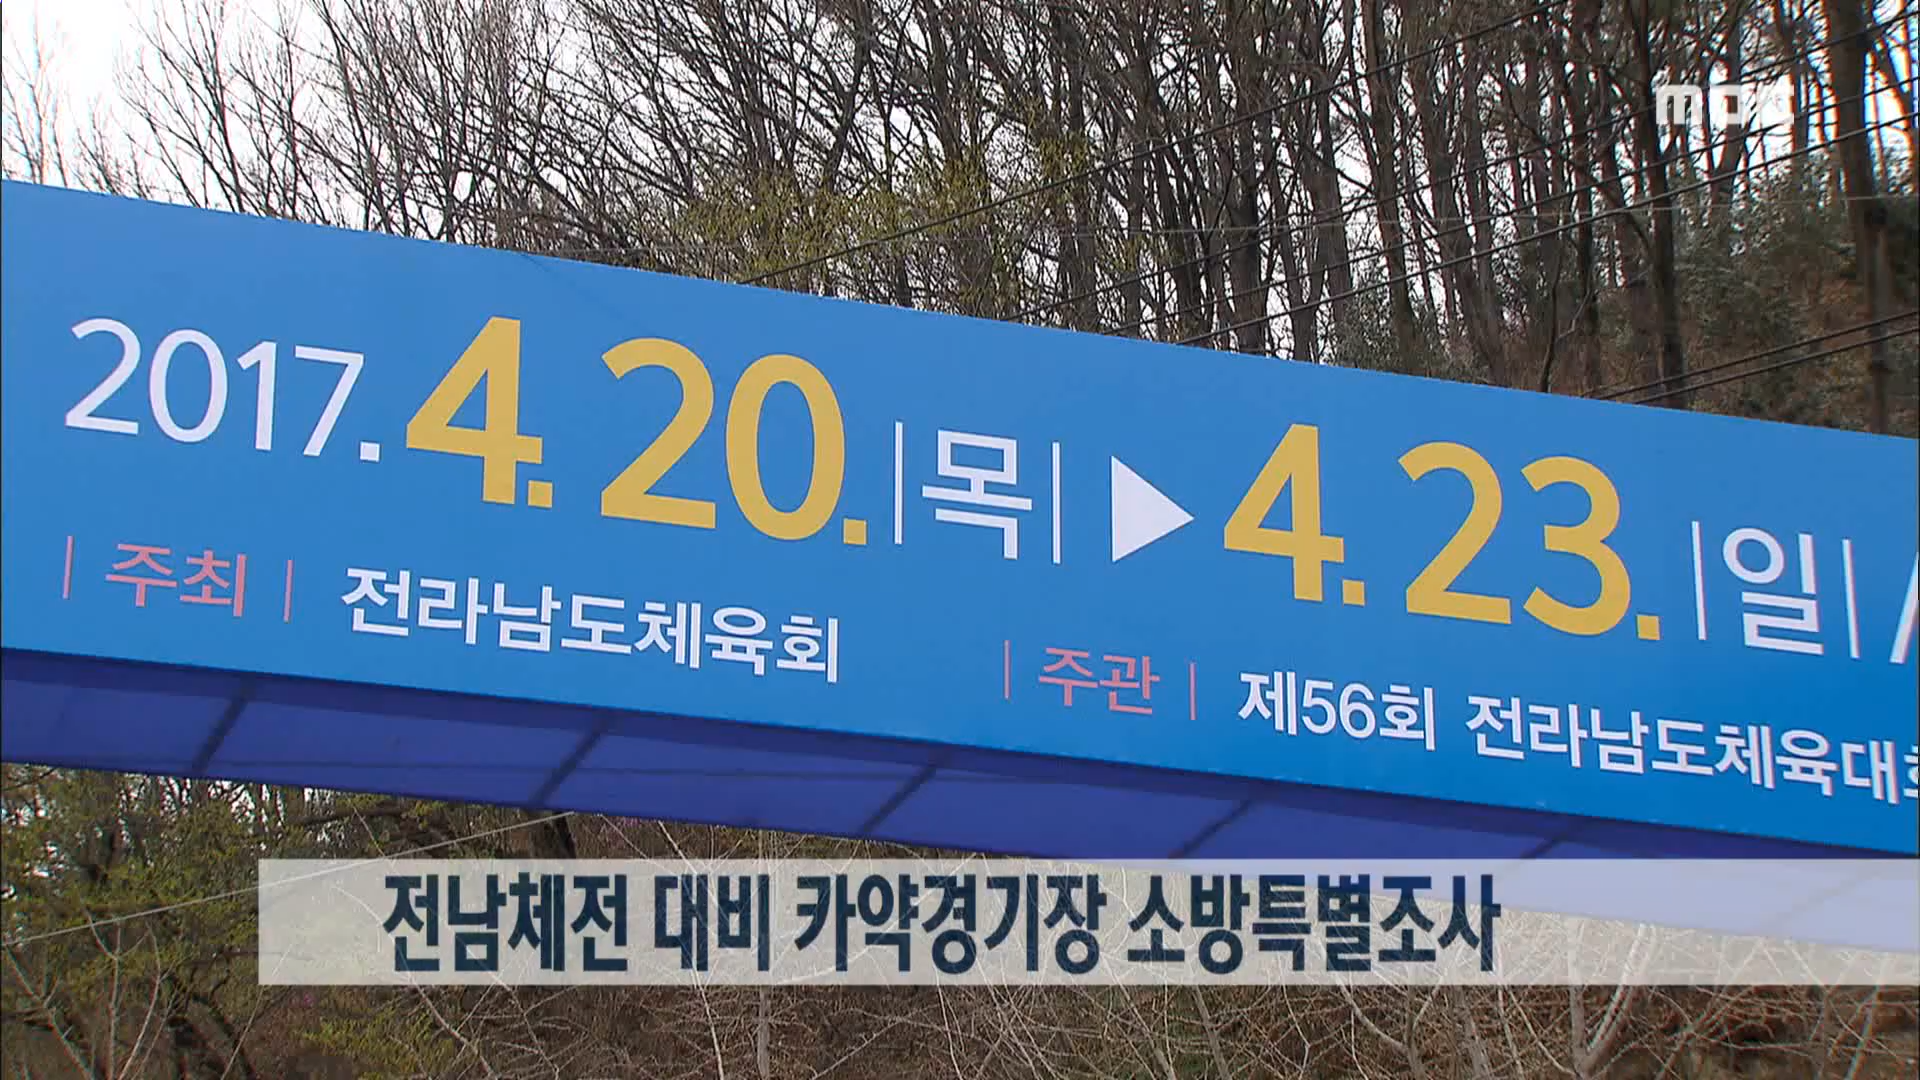 mbc
2017. 4. 20. |목| ▶ 4. 23. |일| /
|주최| 전라남도체육회 |주관| 제56회 전라남도체육대
전남체전 대비 카약경기장 소방특별조사